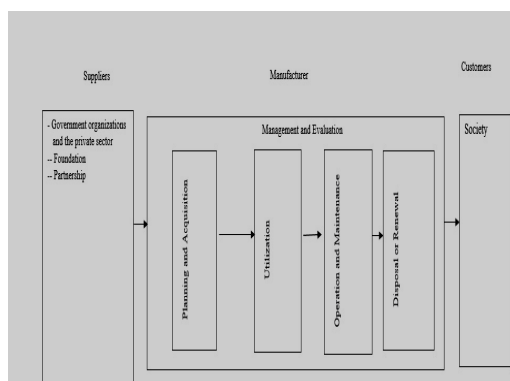 Suppliers
Manufacturer
Customers
- Government organizations
and the private sector
-- Foundation
-- Partnership
Management and Evaluation
Planning and Acquisition
Utilization
Operation and Maintenance
Disposal or Renewal
Society